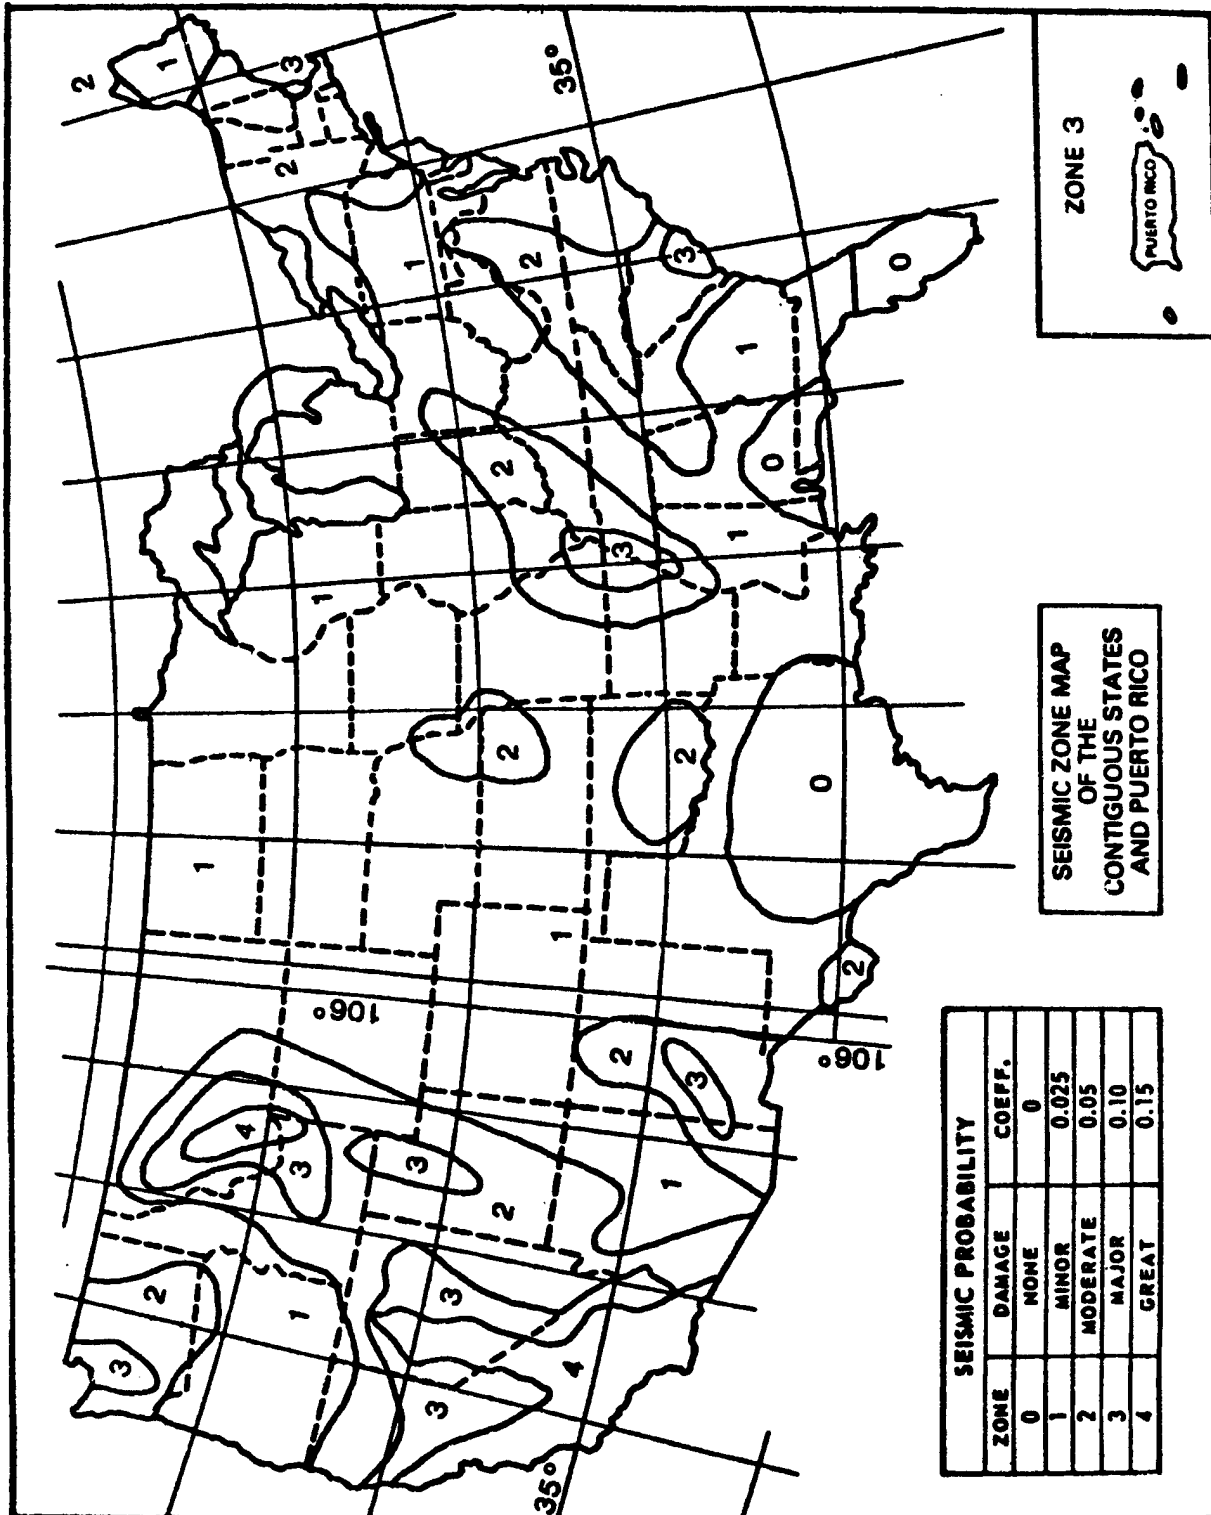 2
3
2
1
1
4
2
3
1
3
1
106°
1
3
3
3
2
2
2
2
35°
1
35°
4
2
3
1
2
3
3
1
1
0
0
2
106°
0
SEISMIC PROBABILITY
ZONE DAMAGE COEFF.
0 NONE 0
1 MINOR 0.025
2 MODERATE 0.05
3 MAJOR 0.10
4 GREAT 0.15
SEISMIC ZONE MAP
OF THE
CONTIGUOUS STATES
AND PUERTO RICO
ZONE 3
PUERTO RICO